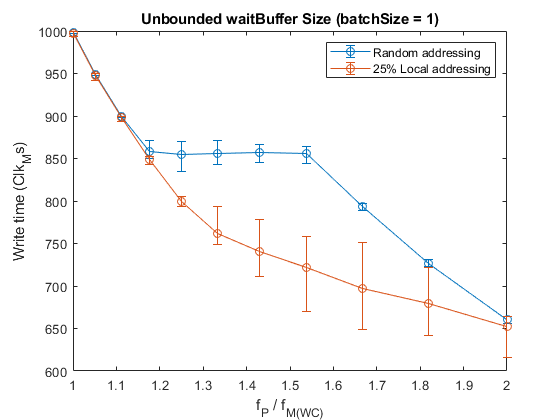 Unbounded waitBuffer Size (batchSize = 1)
Random addressing
25% Local addressing
1000
950
900
850
800
750
700
650
600
Write time (Clk_M s)
1 1.1 1.2 1.3 1.4 1.5 1.6 1.7 1.8 1.9 2
f_P / f_M(WC)